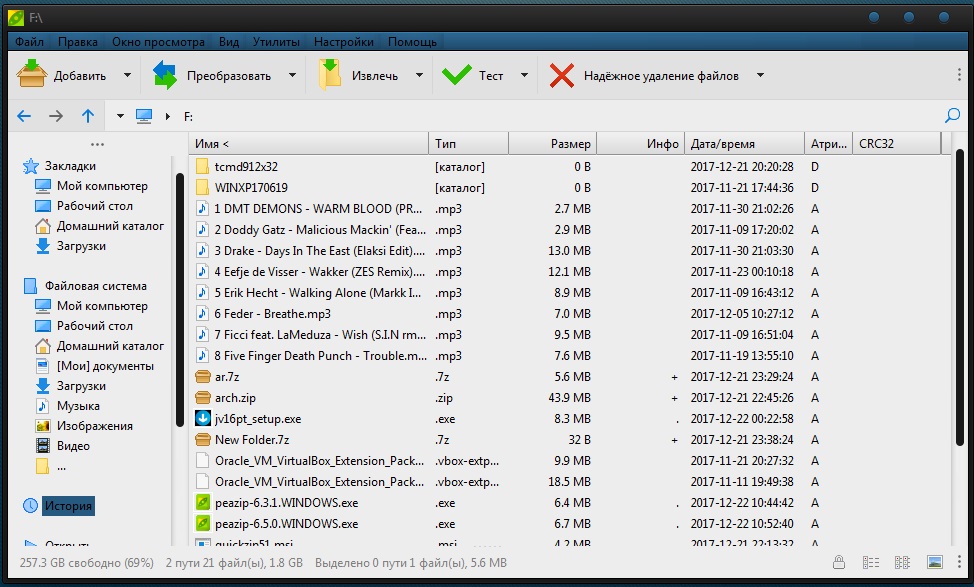 F:\
Файл Правка Окно просмотра Вид Утилиты Настройки Помощь
Добавить Преобразовать Извлечь Тест Надёжное удаление файлов
F:
...
Закладки
Мой компьютер
Рабочий стол
Домашний каталог
Загрузки
Файловая система
Мой компьютер
Рабочий стол
Домашний каталог
[Мои] документы
Загрузки
Музыка
Изображения
Видео
...
История
Открыть
Имя < Тип Размер Инфо Дата/время Атри... CRC32
tcmd912x32 [каталог] 0 B 2017-12-21 20:20:28 D
WINXP170619 [каталог] 0 B 2017-11-21 17:44:36 D
1 DMT DEMONS - WARM BLOOD (PR... .mp3 2.7 MB 2017-11-30 21:02:26 A
2 Doddy Gatz - Malicious Mackin' (Fea... .mp3 2.9 MB 2017-11-09 17:20:02 A
3 Drake - Days In The East (Elaksi Edit).... .mp3 13.0 MB 2017-11-30 21:03:30 A
4 Eefje de Visser - Wakker (ZES Remix).... .mp3 12.1 MB 2017-11-23 00:10:18 A
5 Erik Hecht - Walking Alone (Markk I... .mp3 8.9 MB 2017-11-09 16:43:12 A
6 Feder - Breathe.mp3 .mp3 7.0 MB 2017-12-05 10:27:12 A
7 Ficci feat. LaMeduza - Wish (S.I.N rm... .mp3 9.5 MB 2017-11-09 16:51:04 A
8 Five Finger Death Punch - Trouble.m... .mp3 7.6 MB 2017-11-19 13:55:10 A
ar.7z .7z 5.6 MB + 2017-12-21 23:29:24 A
arch.zip .zip 43.9 MB + 2017-12-21 22:45:26 A
jv16pt_setup.exe .exe 8.3 MB . 2017-12-22 00:22:58 A
New Folder.7z .7z 32 B + 2017-12-21 23:38:24 A
Oracle_VM_VirtualBox_Extension_Pack... .vbox-extp... 9.9 MB 2017-11-21 20:27:32 A
Oracle_VM_VirtualBox_Extension_Pack... .vbox-extp... 18.5 MB 2017-11-11 19:49:38 A
peazip-6.3.1.WINDOWS.exe .exe 6.4 MB . 2017-12-22 10:44:42 A
peazip-6.5.0.WINDOWS.exe .exe 6.7 MB . 2017-12-22 10:52:40 A
quickzip51.msi .msi 4.2 MB 2017-12-21 22:13:32 A
257.3 GB свободно (69%) 2 пути 21 файл(ы), 1.8 GB Выделено 0 пути 1 файл(ы), 5.6 MB